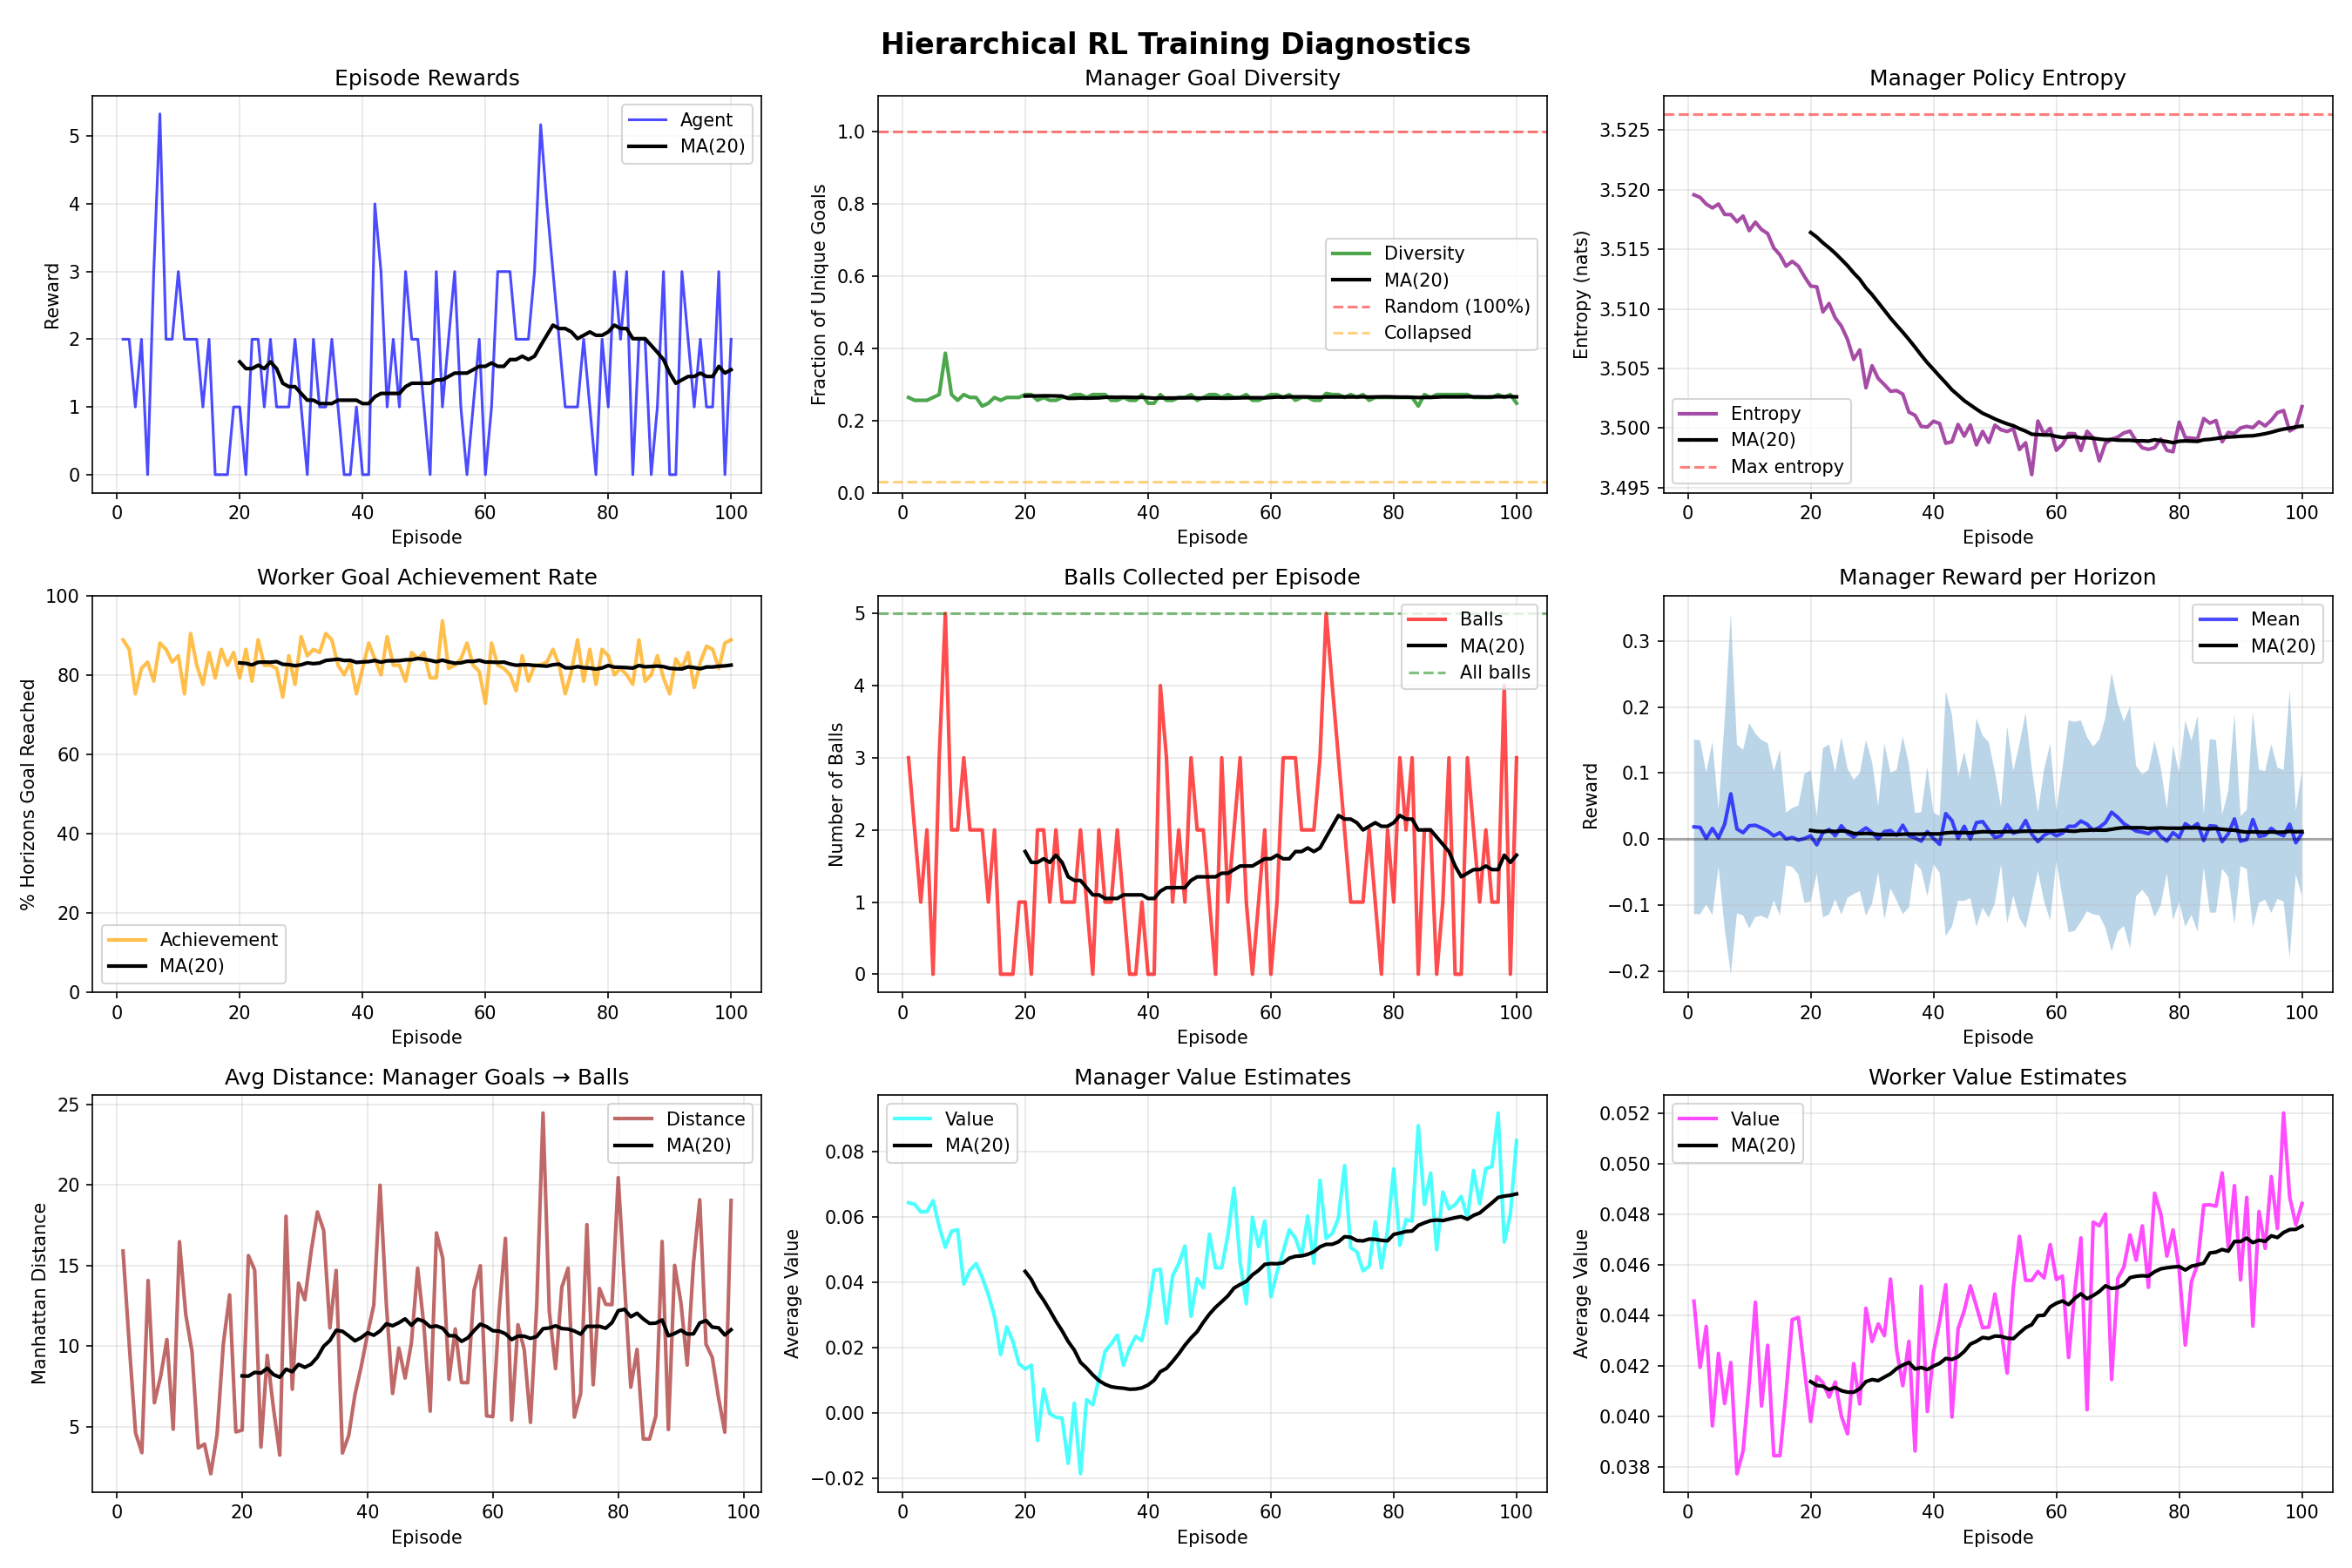 Hierarchical RL Training Diagnostics
Episode Rewards
Reward
5
4
3
2
1
0
0 20 40 60 80 100
Episode
Agent
MA(20)
Manager Goal Diversity
Fraction of Unique Goals
1.0
0.8
0.6
0.4
0.2
0.0
0 20 40 60 80 100
Episode
Diversity
MA(20)
Random (100%)
Collapsed
Manager Policy Entropy
Entropy (nats)
3.525
3.520
3.515
3.510
3.505
3.500
3.495
0 20 40 60 80 100
Episode
Entropy
MA(20)
Max entropy
Worker Goal Achievement Rate
% Horizons Goal Reached
100
80
60
40
20
0
0 20 40 60 80 100
Episode
Achievement
MA(20)
Balls Collected per Episode
Number of Balls
5
4
3
2
1
0
0 20 40 60 80 100
Episode
Balls
MA(20)
All balls
Manager Reward per Horizon
Reward
0.3
0.2
0.1
0.0
−0.1
−0.2
0 20 40 60 80 100
Episode
Mean
MA(20)
Avg Distance: Manager Goals → Balls
Manhattan Distance
25
20
15
10
5
0 20 40 60 80 100
Episode
Distance
MA(20)
Manager Value Estimates
Average Value
0.08
0.06
0.04
0.02
0.00
−0.02
0 20 40 60 80 100
Episode
Value
MA(20)
Worker Value Estimates
Average Value
0.052
0.050
0.048
0.046
0.044
0.042
0.040
0.038
0 20 40 60 80 100
Episode
Value
MA(20)